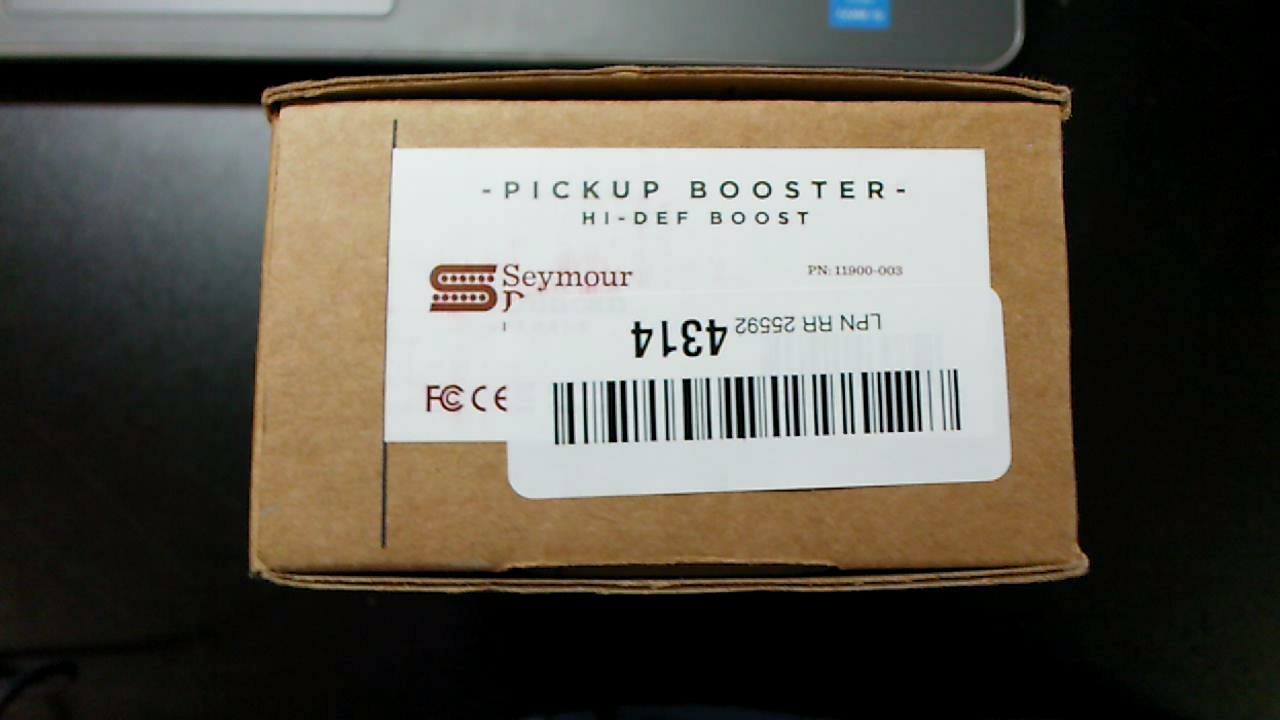 -PICKUP BOOSTER-
HI-DEF BOOST
Seymour
PN: 11900-003
LPN RR 25592 4314
FC CE